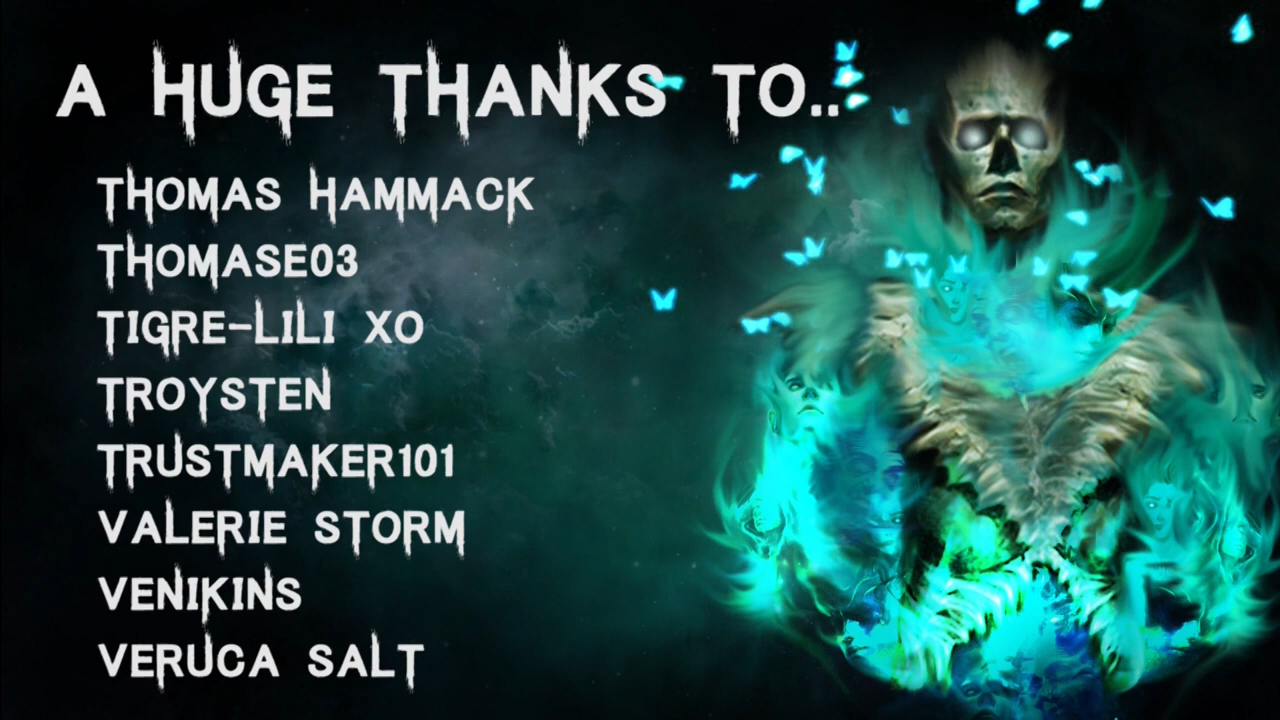 A HUGE THANKS TO..
THOMAS HAMMACK
THOMASE03
TIGRE-LILI XO
TROYSTEN
TRUSTMAKER101
VALERIE STORM
VENIKINS
VERUCA SALT